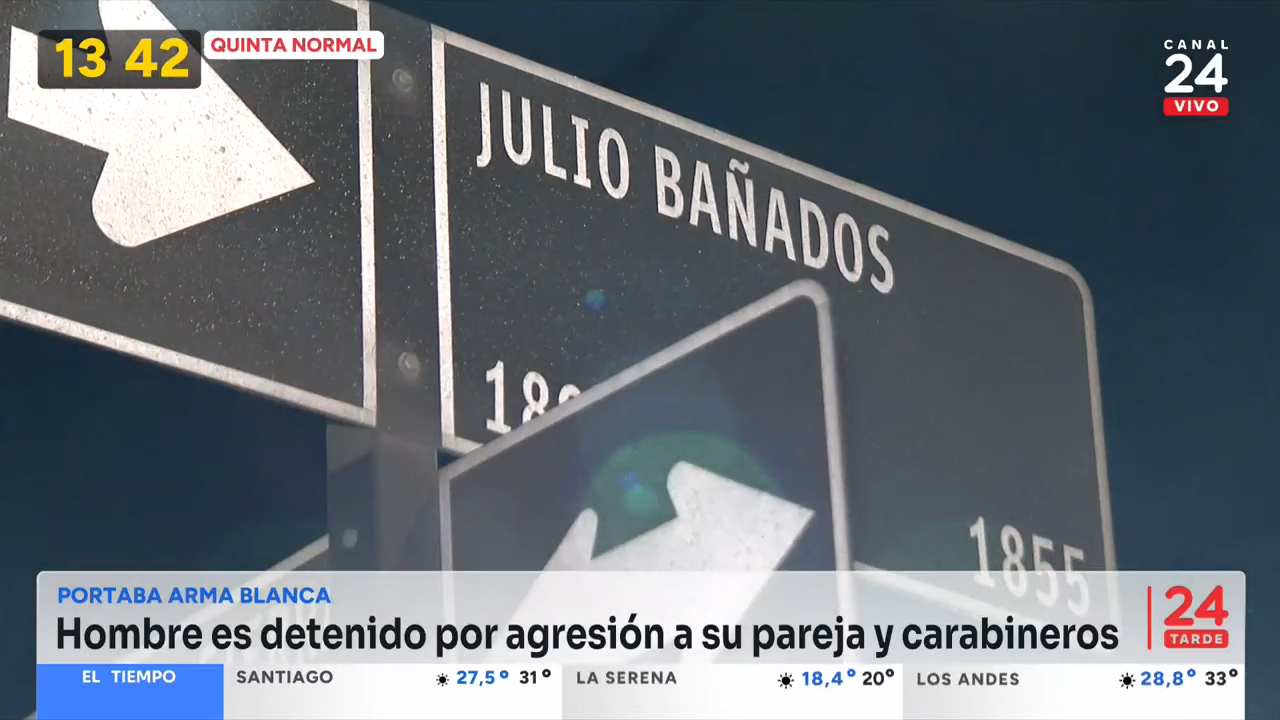 13 42
QUINTA NORMAL
CANAL
24
VIVO
JULIO BAÑADOS
1855
PORTABA ARMA BLANCA
Hombre es detenido por agresión a su pareja y carabineros
24
TARDE
EL TIEMPO
SANTIAGO 27,5° 31°
LA SERENA 18,4° 20°
LOS ANDES 28,8° 33°